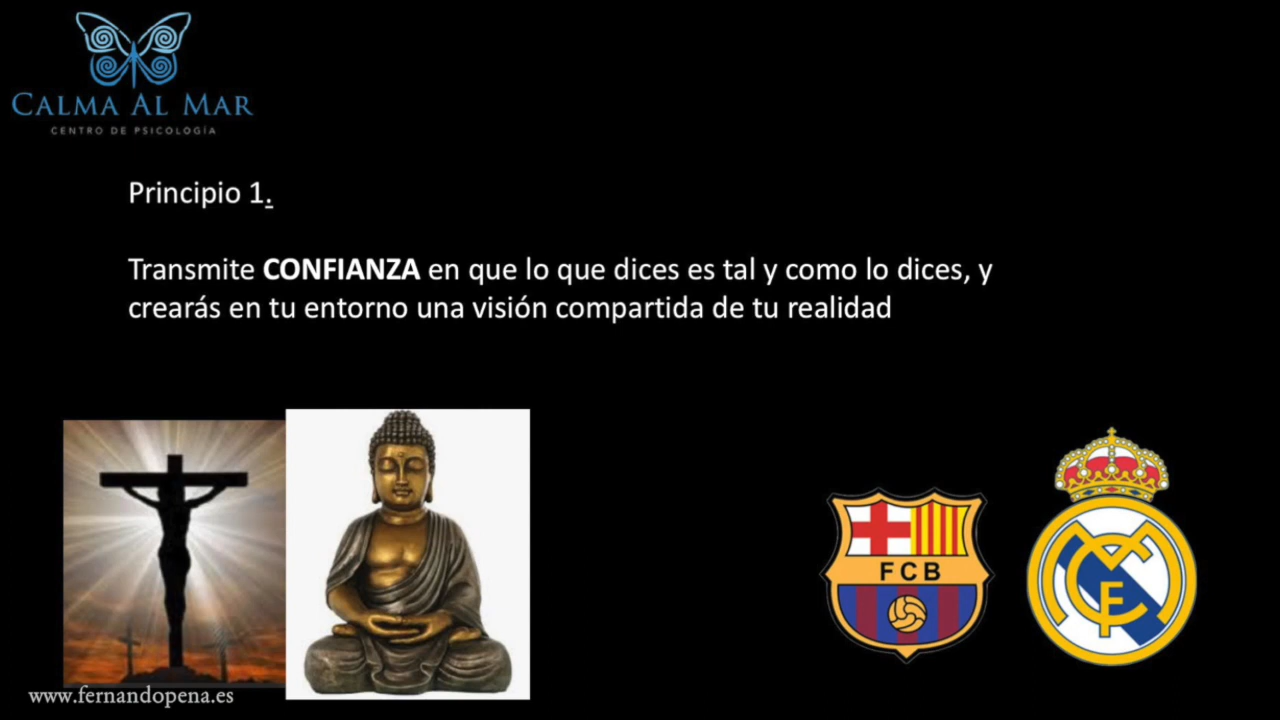 CALMA AL MAR
CENTRO DE PSICOLOGÍA
Principio 1.
Transmite CONFIANZA en que lo que dices es tal y como lo dices, y
crearás en tu entorno una visión compartida de tu realidad
FCB
MCF
www.fernandopena.es